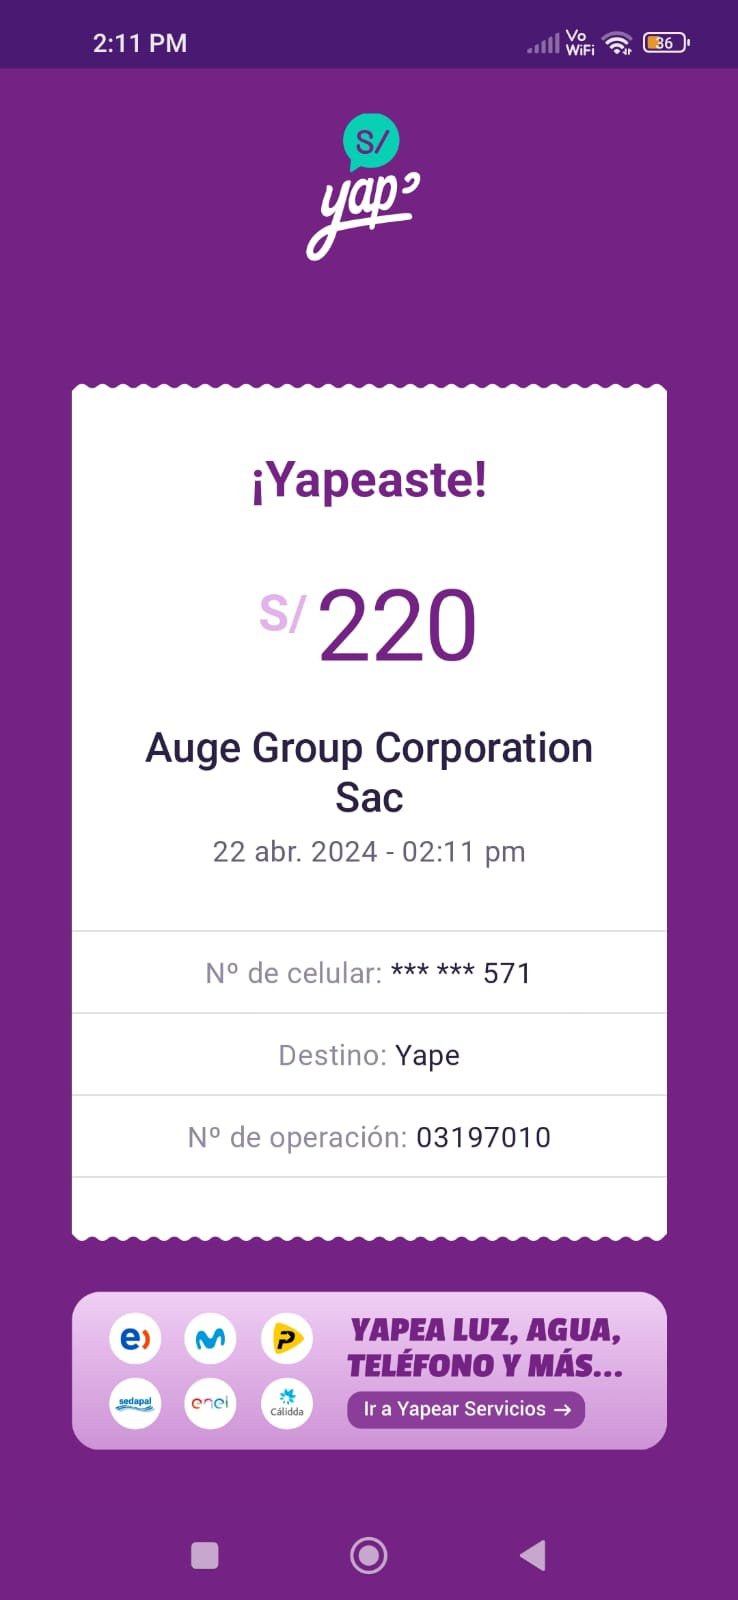 2:11 PM
Vo
WiFi
36
S/
yape
¡Yapeaste!
S/ 220
Auge Group Corporation
Sac
22 abr. 2024 - 02:11 pm
Nº de celular: *** *** 571
Destino: Yape
Nº de operación: 03197010
e)
P
YAPEA LUZ, AGUA,
TELÉFONO Y MÁS...
sedapal
enel
Cálidda
Ir a Yapear Servicios →